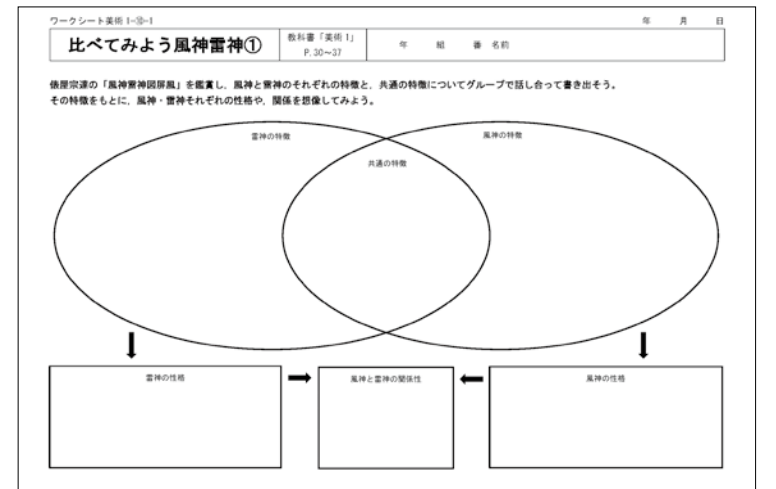 ワークシート美術 1-⑩-1
年 月 日
比べてみよう風神雷神①
教科書「美術 1」
P. 30～37
年 組 番 名前
俵屋宗達の「風神雷神図屏風」を鑑賞し，風神と雷神のそれぞれの特徴と，共通の特徴についてグループで話し合って書き出そう。
その特徴をもとに，風神・雷神それぞれの性格や，関係を想像してみよう。
雷神の特徴
風神の特徴
共通の特徴
雷神の性格
風神と雷神の関係性
風神の性格